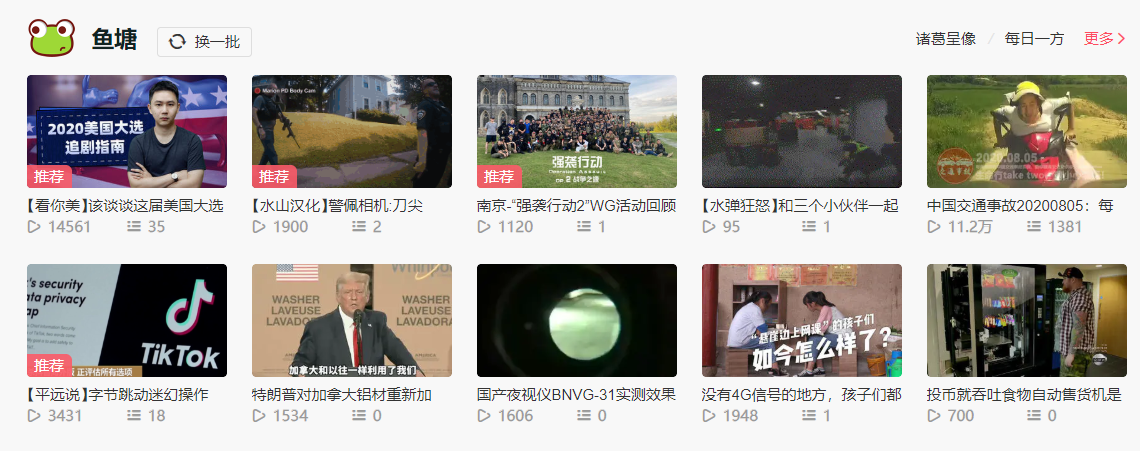 鱼塘
换一批
诸葛呈像 / 每日一方 更多
2020美国大选
追剧指南
推荐
【看你美】该谈谈这届美国大选
14561 35
Marion PD Body Cam
推荐
【水山汉化】警佩相机:刀尖
1900 2
强袭行动
no 2 战争之谜
推荐
南京-“强袭行动2”WG活动回顾
1120 1
【水弹狂怒】和三个小伙伴一起
95 1
2020.08.05
中国交通事故20200805：每
11.2万 1381
's security
ata privacy
ap
TikTok
正评估所有选项
推荐
【平远说】字节跳动迷幻操作
3431 18
WASHER
LAVEUSE
LAVADO
WASHER
LAVEUSE
LAVADORA
加拿大和以往一样利用了我们
特朗普对加拿大铝材重新加
1534 0
国产夜视仪BNVG-31实测效果
1606 0
“悬崖边上网课”的孩子们
如今怎么样了？
没有4G信号的地方，孩子们都
1948 1
投币就吞吐食物自动售货机是
700 0